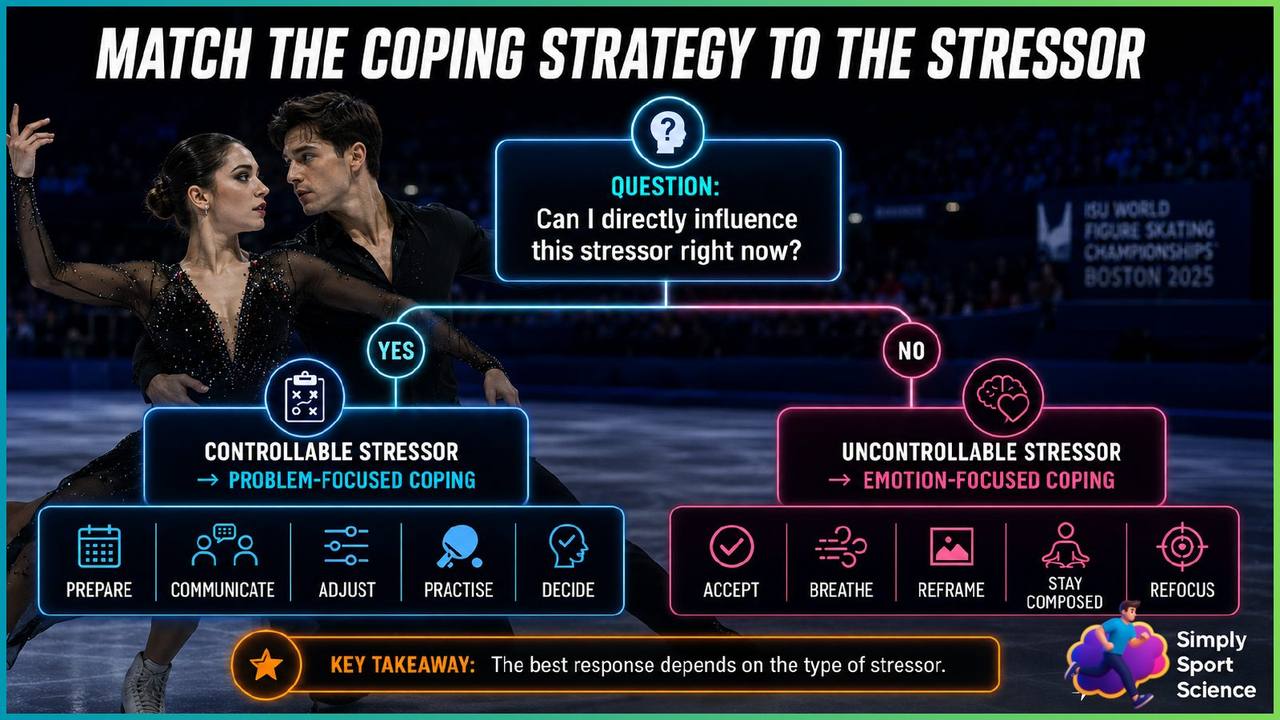 MATCH THE COPING STRATEGY TO THE STRESSOR
?
QUESTION:
Can I directly influence
this stressor right now?
ISU WORLD
FIGURE SKATING
CHAMPIONSHIPS
BOSTON 2025
YES
NO
CONTROLLABLE STRESSOR
→ PROBLEM-FOCUSED COPING
UNCONTROLLABLE STRESSOR
→ EMOTION-FOCUSED COPING
PREPARE
COMMUNICATE
ADJUST
PRACTISE
DECIDE
ACCEPT
BREATHE
REFRAME
STAY
COMPOSED
REFOCUS
KEY TAKEAWAY: The best response depends on the type of stressor.
Simply
Sport
Science